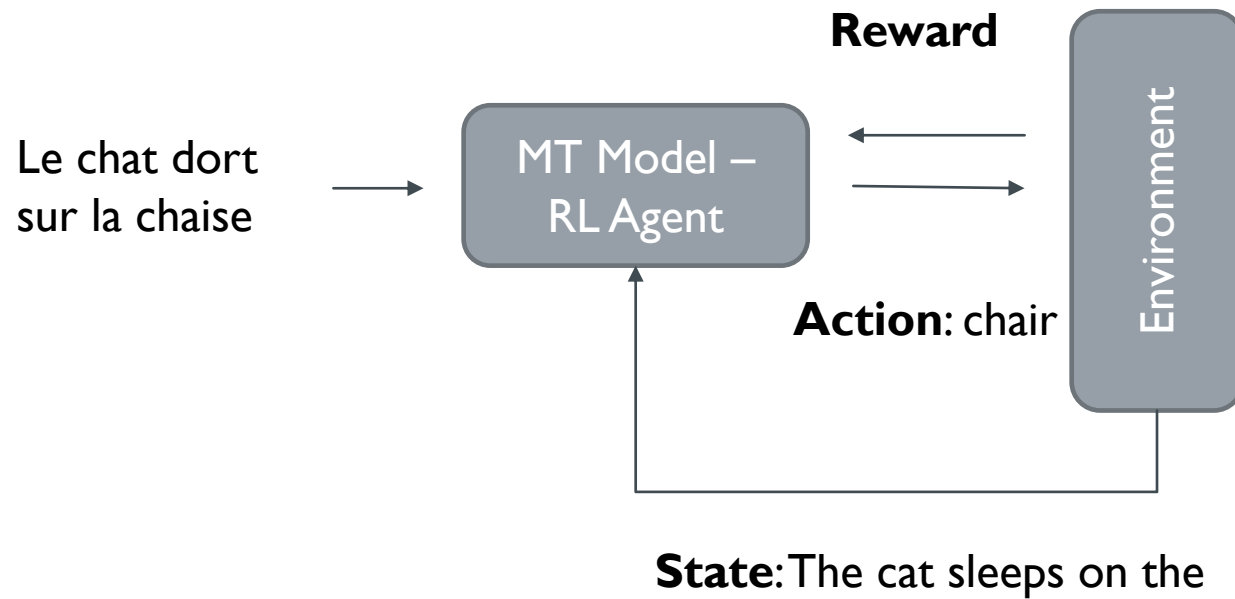 Reward
Le chat dort
sur la chaise
MT Model –
RL Agent
Environment
Action: chair
State: The cat sleeps on the